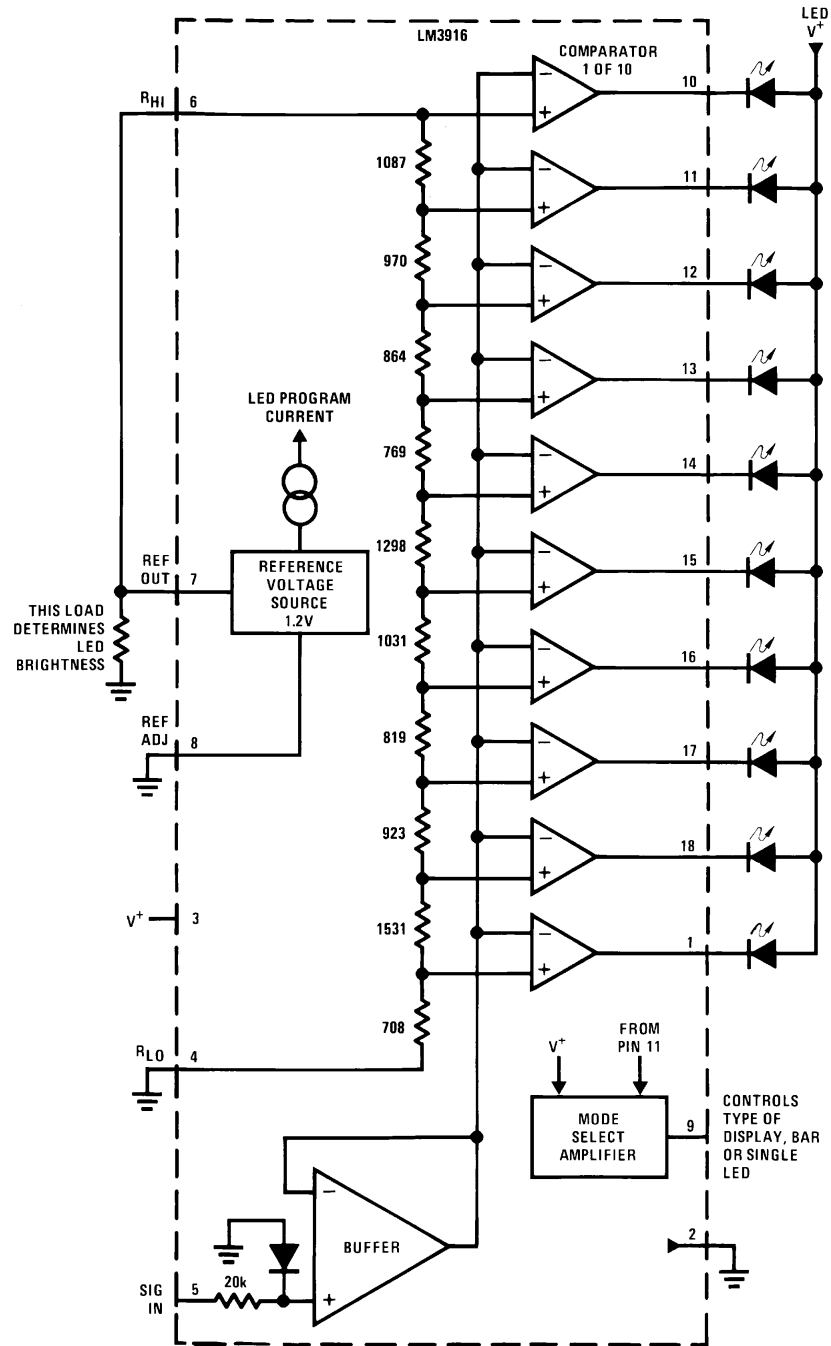 LM3916
LED
V+
COMPARATOR
1 OF 10
RHI
6
10
1087
11
970
12
864
13
LED PROGRAM
CURRENT
769
14
1298
15
REF
OUT
7
REFERENCE
VOLTAGE
SOURCE
1.2V
THIS LOAD
DETERMINES
LED
BRIGHTNESS
1031
16
REF
ADJ
8
819
17
923
18
V+
3
1531
1
708
RLO
4
V+
FROM
PIN 11
MODE
SELECT
AMPLIFIER
9
CONTROLS
TYPE OF
DISPLAY, BAR
OR SINGLE
LED
BUFFER
2
SIG
IN
5
20k